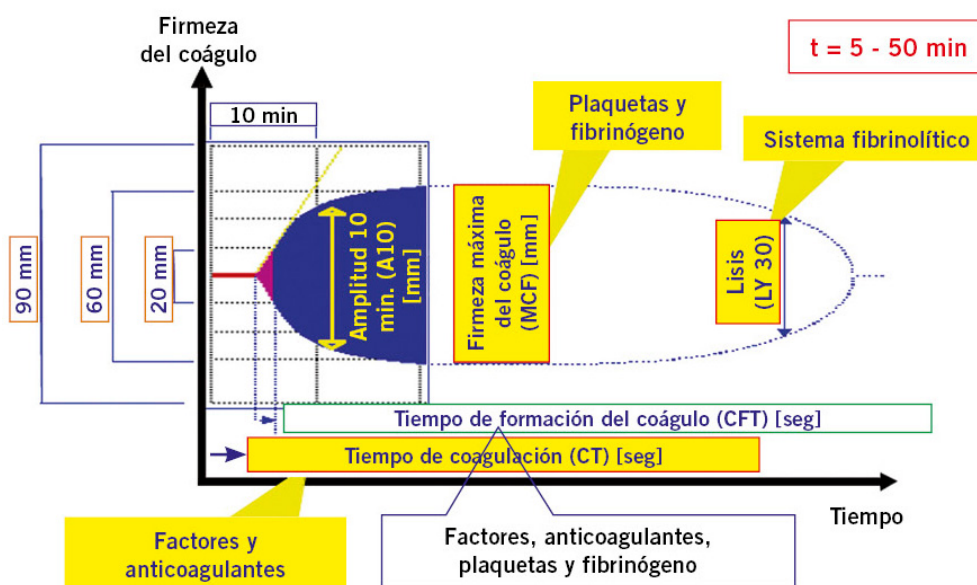 Firmeza
del coágulo
t = 5 - 50 min
10 min
Plaquetas y
fibrinógeno
Sistema fibrinolítico
90 mm
60 mm
20 mm
Amplitud 10
min. (A10)
[mm]
Firmeza máxima
del coágulo
(MCF) [mm]
Lisis
(LY 30)
Tiempo de formación del coágulo (CFT) [seg]
Tiempo de coagulación (CT) [seg]
Tiempo
Factores y
anticoagulantes
Factores, anticoagulantes,
plaquetas y fibrinógeno